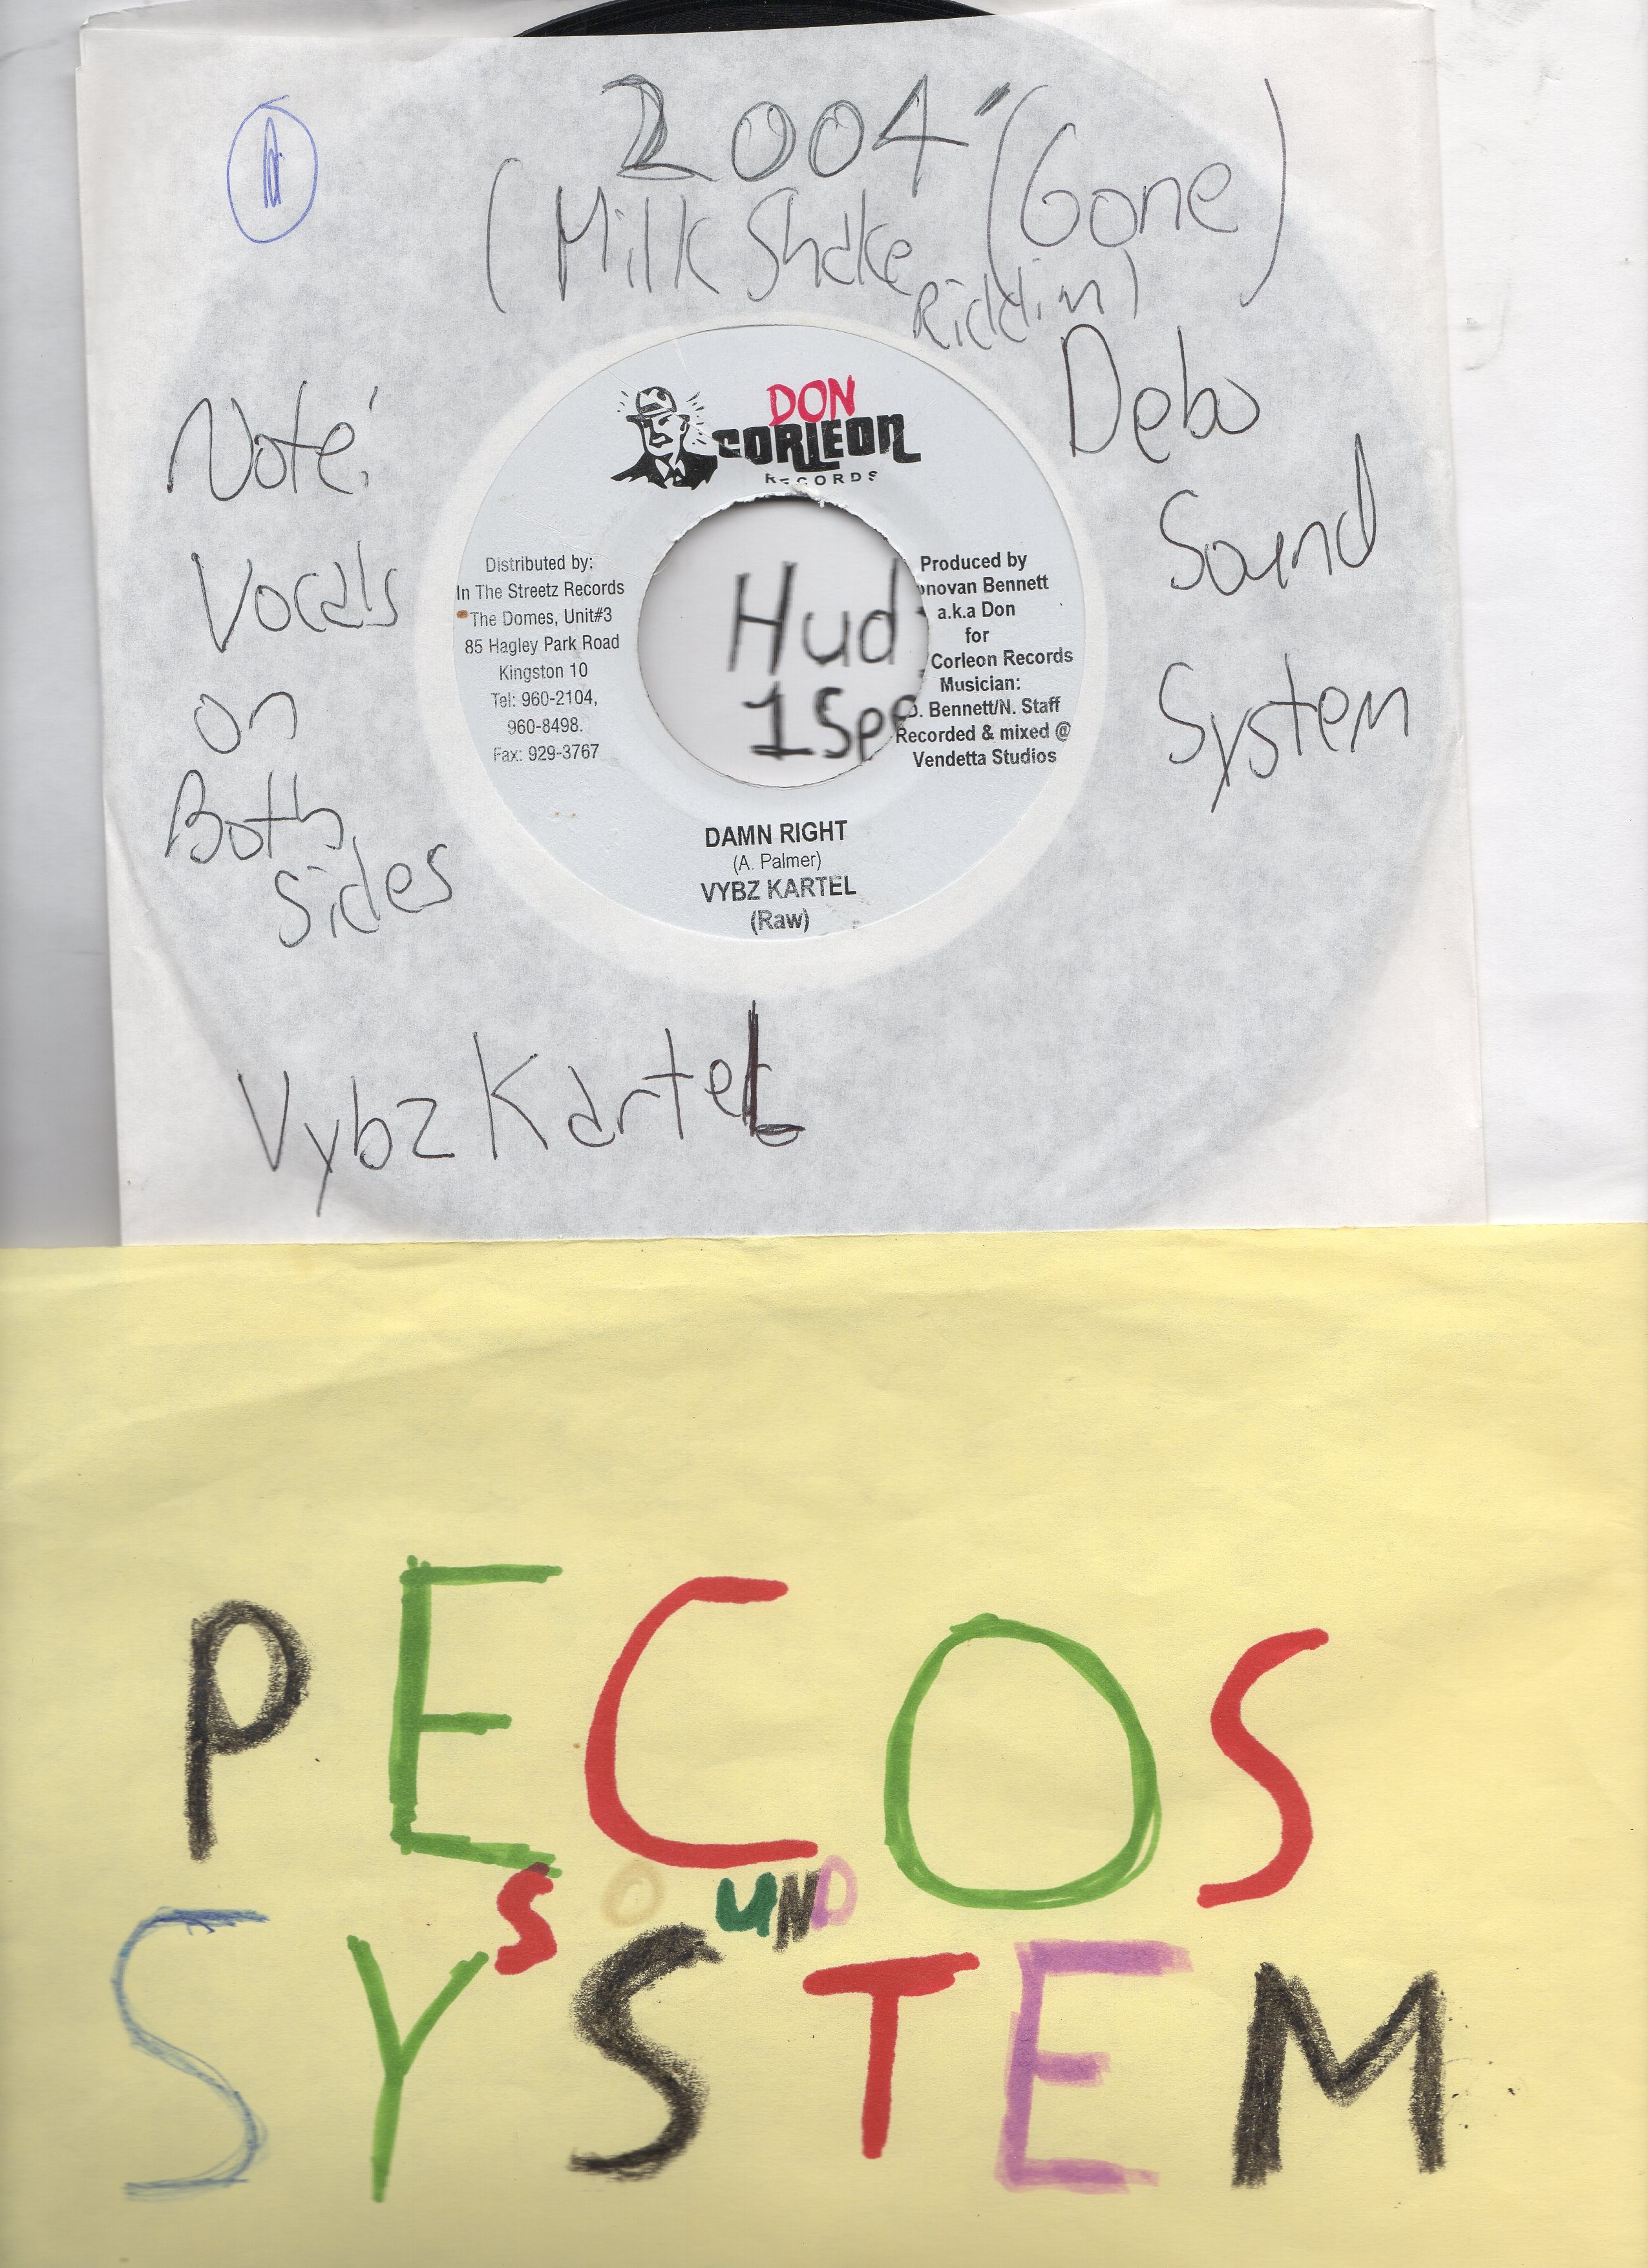 1
2004'
(Gone)
(Milk Shake
Riddim)
Debo
Sound
System
Note:
Vocals
on
Both
Sides
DON
CORLEON
RECORDS
Distributed by:
In The Streetz Records
The Domes, Unit#3
85 Hagley Park Road
Kingston 10
Tel: 960-2104,
960-8498.
Fax: 929-3767
Hud
1 Spe
Produced by
onovan Bennett
a.k.a Don
for
Corleon Records
Musician:
D. Bennett/N. Staff
Recorded & mixed @
Vendetta Studios
DAMN RIGHT
(A. Palmer)
VYBZ KARTEL
(Raw)
Vybz Kartel
PECOS
SOUND
SYSTEM